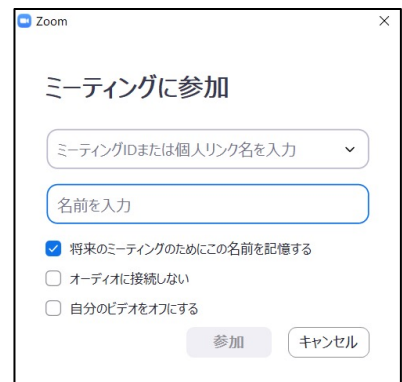 Zoom
ミーティングに参加
ミーティングIDまたは個人リンク名を入力
名前を入力
将来のミーティングのためにこの名前を記憶する
オーディオに接続しない
自分のビデオをオフにする
参加 キャンセル